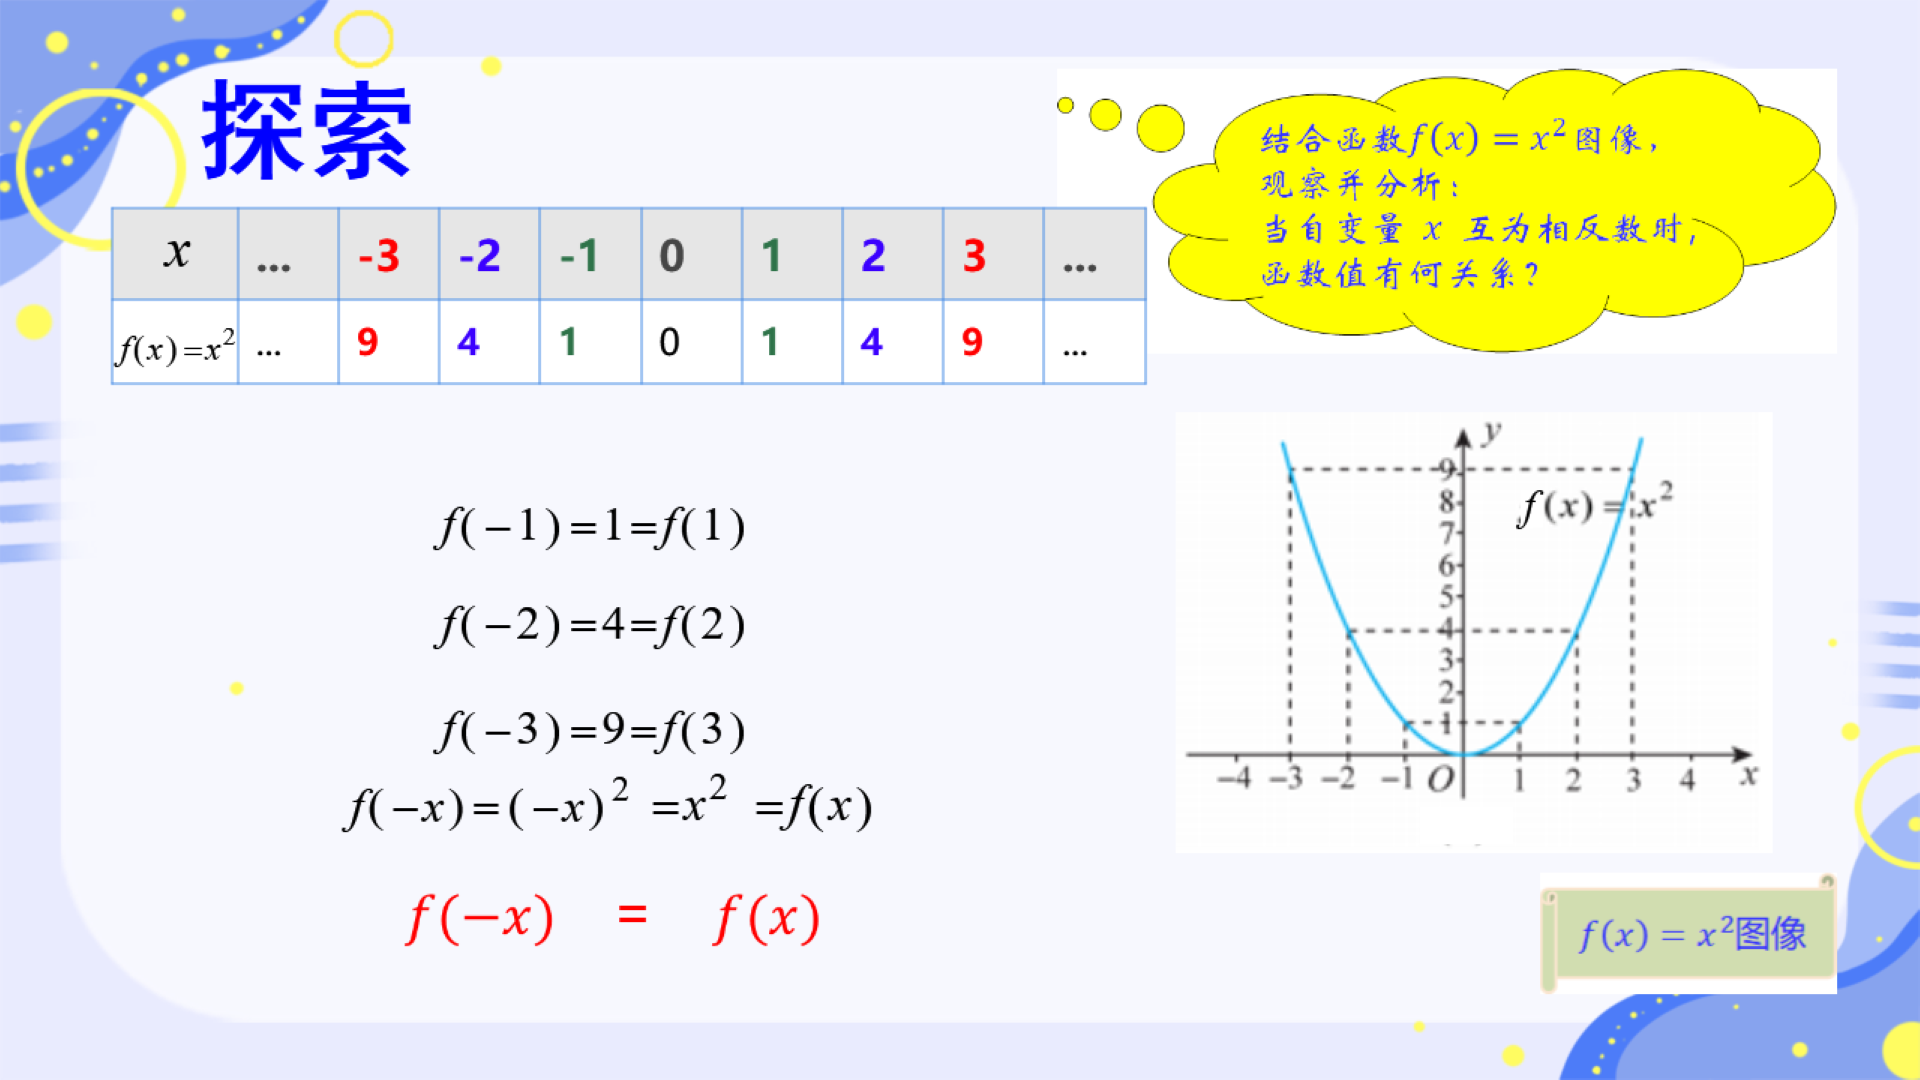 探索
结合函数f(x) = x²图像，
观察并分析：
当自变量 x 互为相反数时，
函数值有何关系？
x ... -3 -2 -1 0 1 2 3 ...
f(x)=x² ... 9 4 1 0 1 4 9 ...
f(−1)=1=f(1)
f(−2)=4=f(2)
f(−3)=9=f(3)
f(−x)=(−x)² =x² =f(x)
f(−x) = f(x)
y
9
8
7
6
5
4
3
2
1
f(x) = x²
−4 −3 −2 −1 O 1 2 3 4 x
f(x) = x²图像